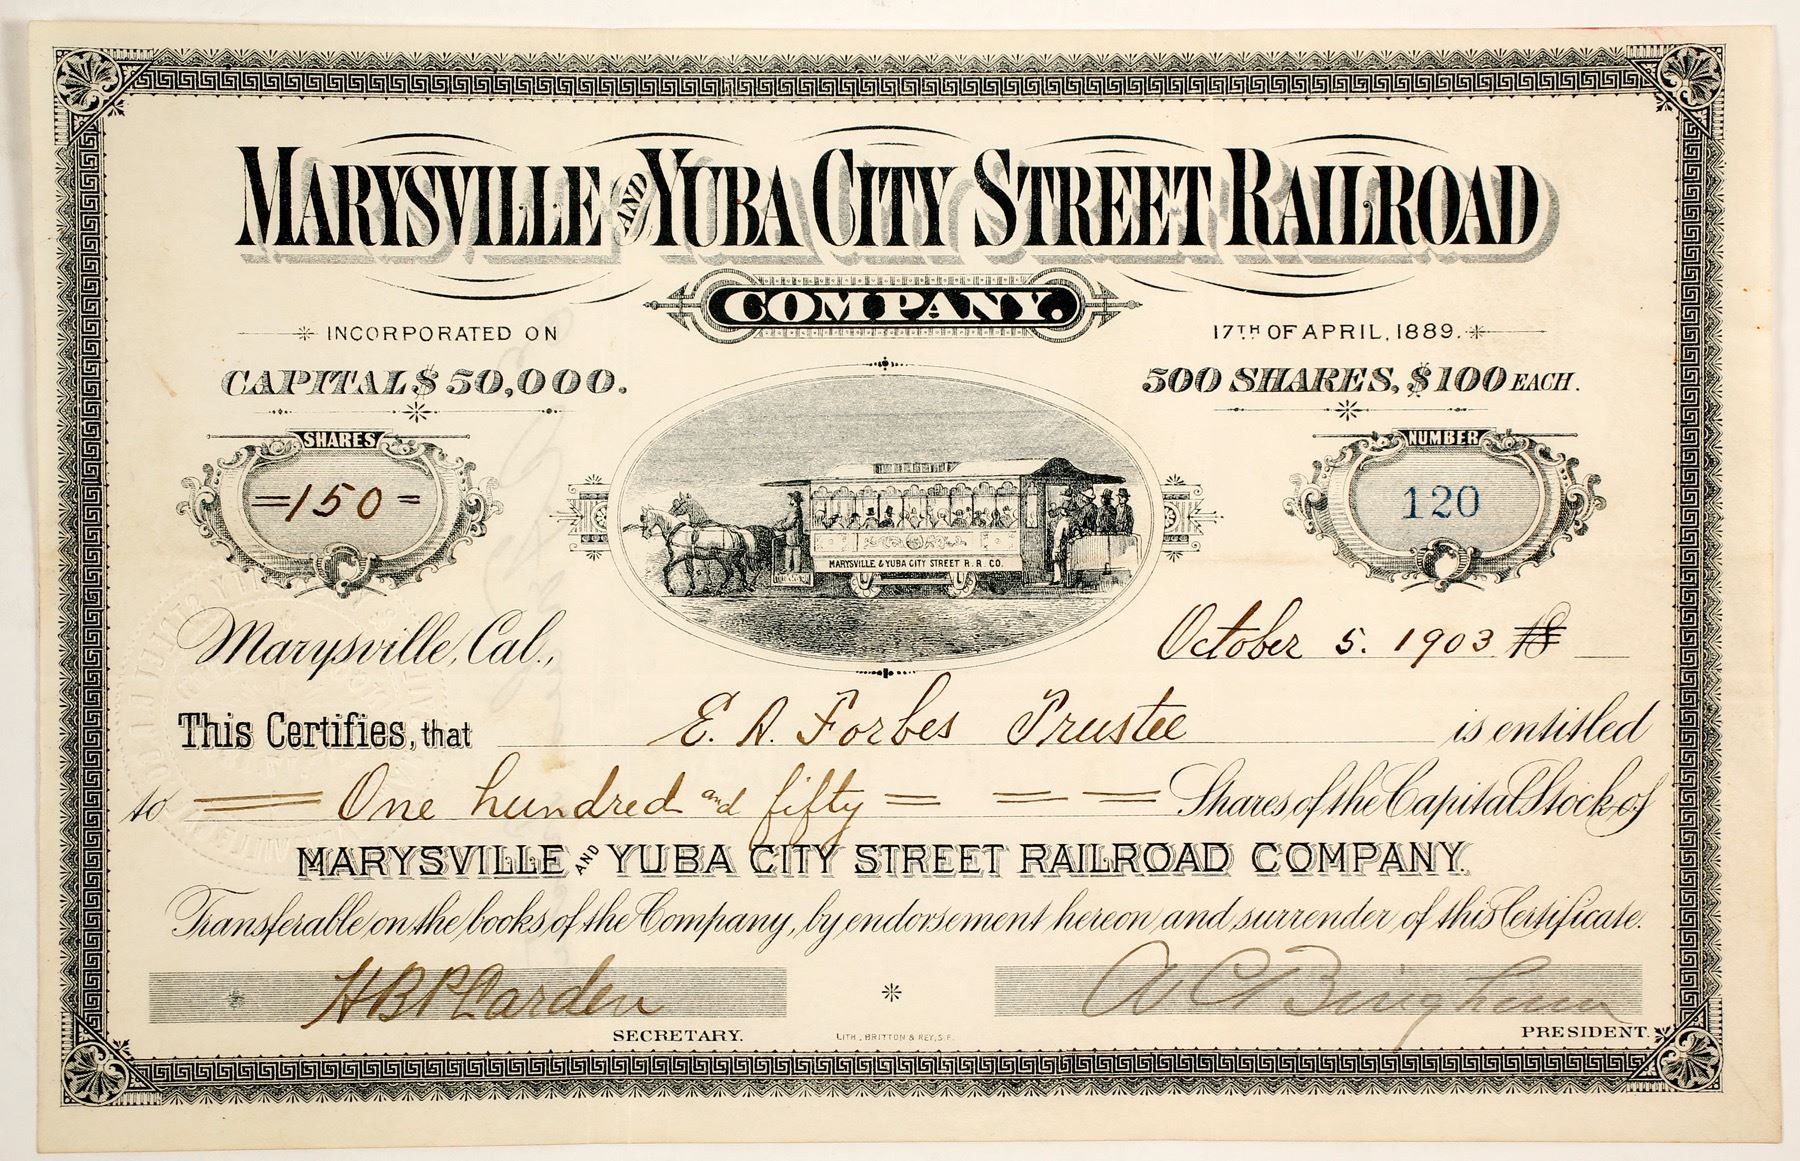 MARYSVILLE AND YUBA CITY STREET RAILROAD
COMPANY.
INCORPORATED ON 17TH OF APRIL, 1889.
CAPITAL $50,000. 500 SHARES, $100 EACH.
SHARES NUMBER
=150= 120
MARYSVILLE & YUBA CITY STREET R. R. CO.
Marysville, Cal., October 5. 1903 18
This Certifies, that E. A. Forbes Trustee is entitled
to == One hundred and fifty = = = Shares of the Capital Stock of
MARYSVILLE AND YUBA CITY STREET RAILROAD COMPANY.
Transferable on the books of the Company, by endorsement hereon and surrender of this Certificate.
A C Bingham
SECRETARY. LITH. BRITTON & REY, S.F. PRESIDENT.